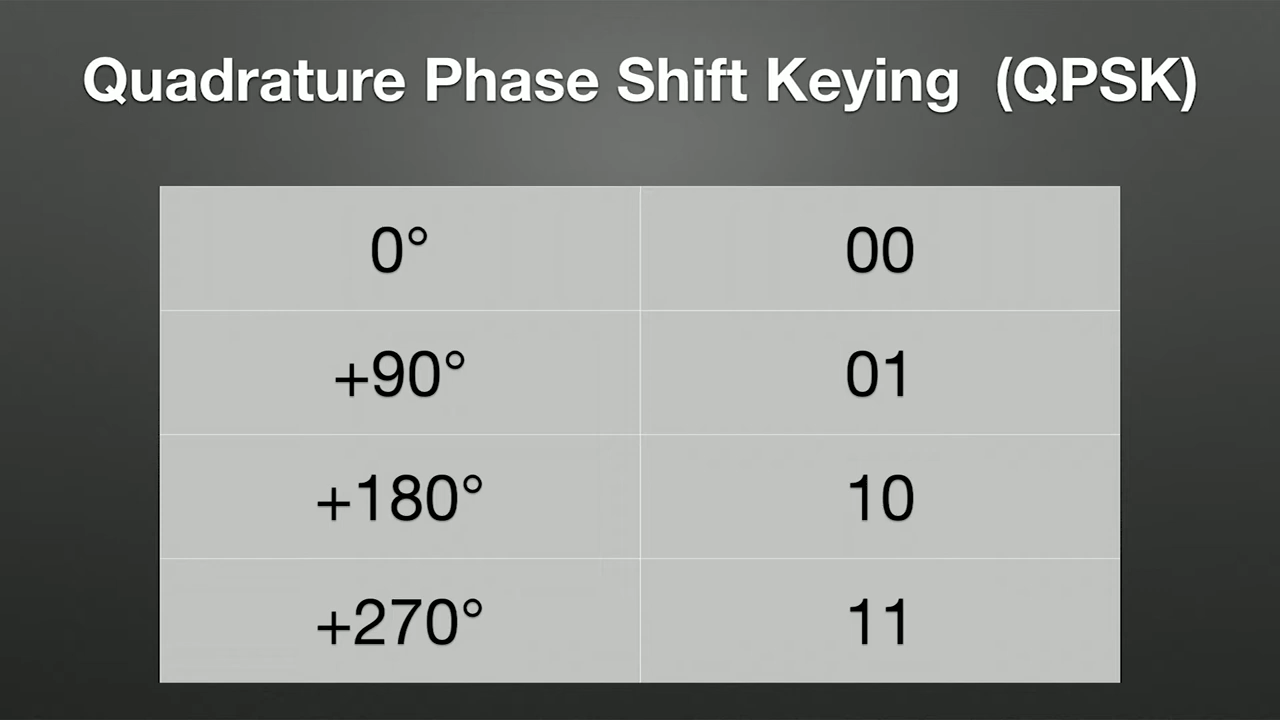 Quadrature Phase Shift Keying (QPSK)
0° 00
+90° 01
+180° 10
+270° 11